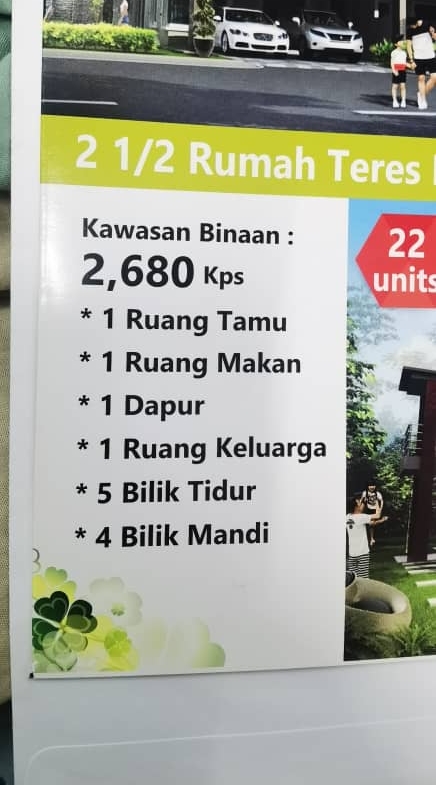 2 1/2 Rumah Teres
Kawasan Binaan :
2,680 Kps
* 1 Ruang Tamu
* 1 Ruang Makan
* 1 Dapur
* 1 Ruang Keluarga
* 5 Bilik Tidur
* 4 Bilik Mandi
22
units